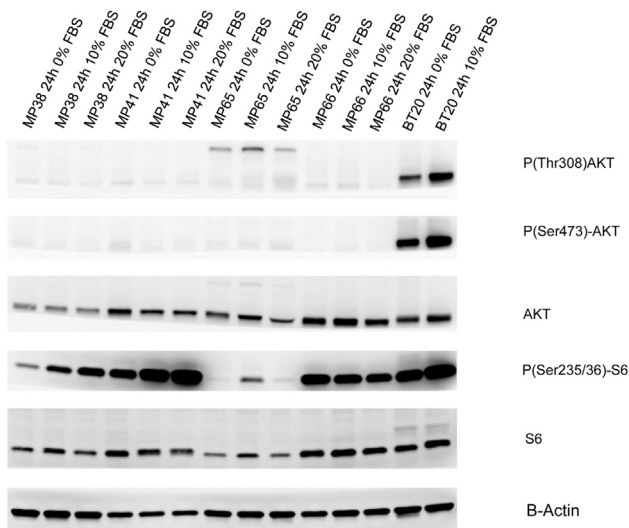 MP38 24h 0% FBS
MP38 24h 10% FBS
MP38 24h 20% FBS
MP41 24h 0% FBS
MP41 24h 10% FBS
MP41 24h 20% FBS
MP65 24h 0% FBS
MP65 24h 10% FBS
MP65 24h 20% FBS
MP66 24h 0% FBS
MP66 24h 10% FBS
MP66 24h 20% FBS
BT20 24h 0% FBS
BT20 24h 10% FBS
P(Thr308)AKT
P(Ser473)-AKT
AKT
P(Ser235/36)-S6
S6
B-Actin